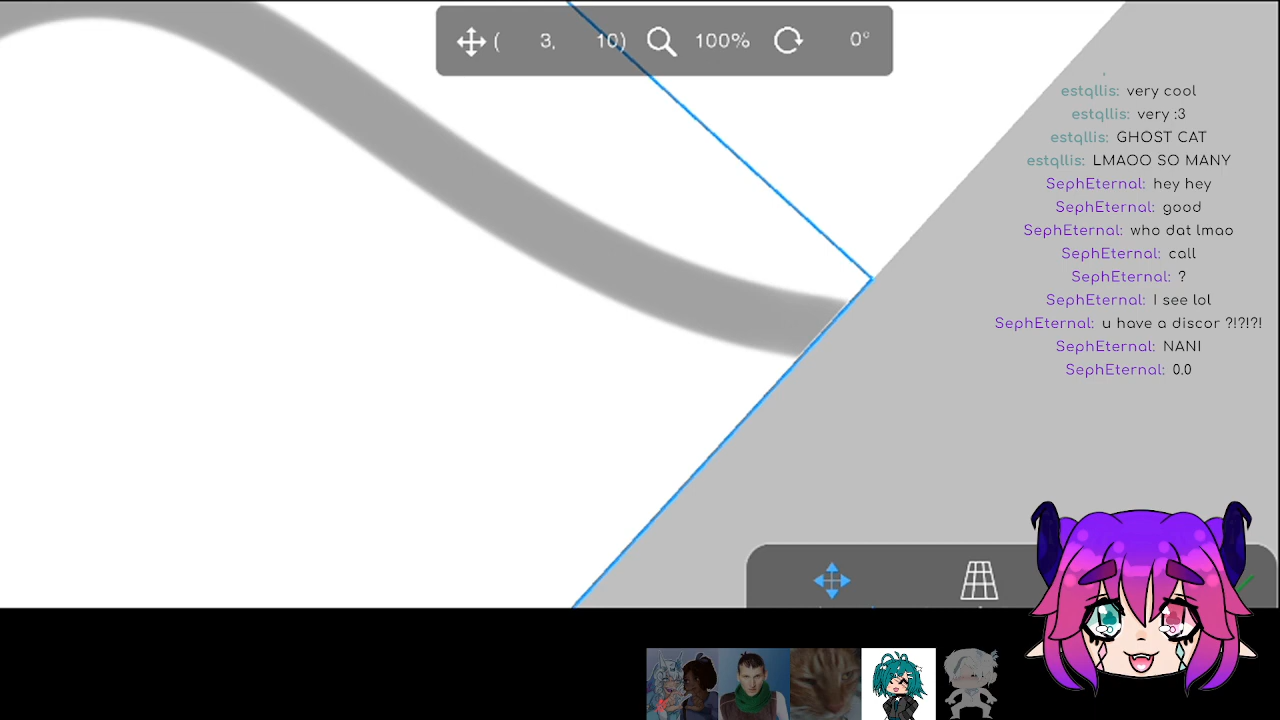 ( 3, 10) 100% 0°
estqllis: very cool
estqllis: very :3
estqllis: GHOST CAT
estqllis: LMAOO SO MANY
SephEternal: hey hey
SephEternal: good
SephEternal: who dat lmao
SephEternal: call
SephEternal: ?
SephEternal: I see lol
SephEternal: u have a discor ?!?!?!
SephEternal: NANI
SephEternal: 0.0